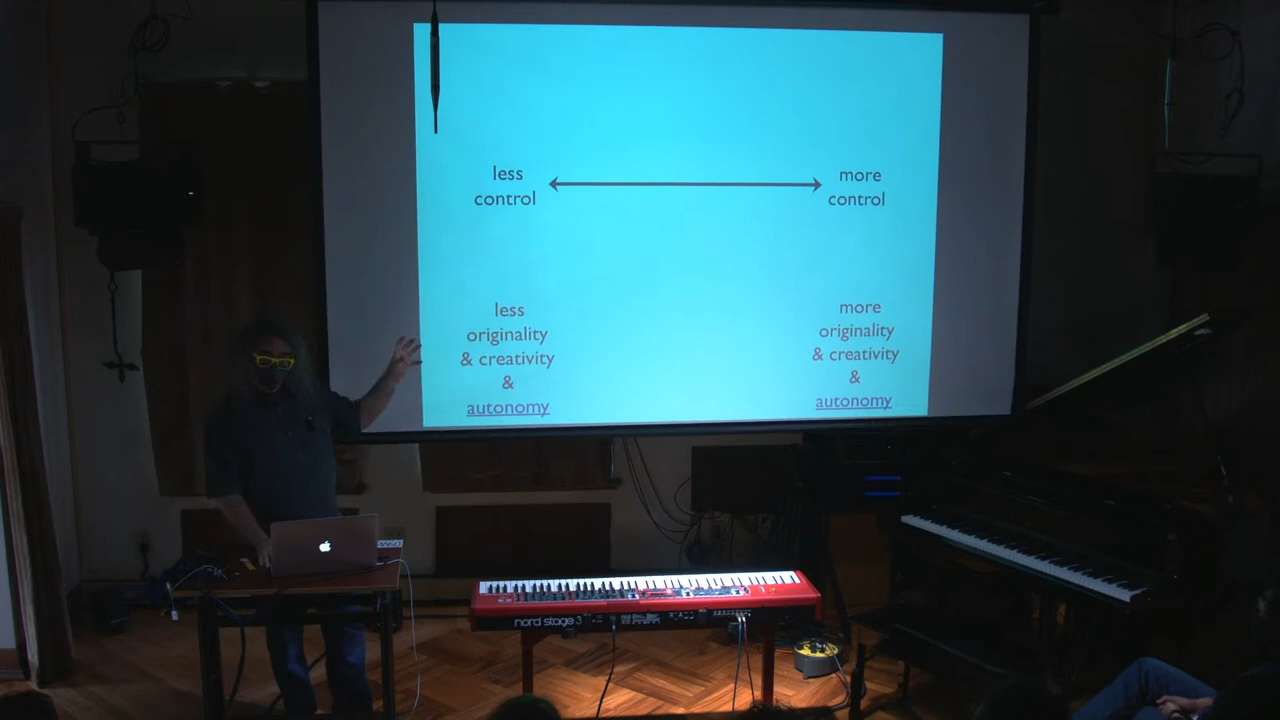 less
control
more
control
less
originality
& creativity
&
autonomy
more
originality
& creativity
&
autonomy
nord stage 3